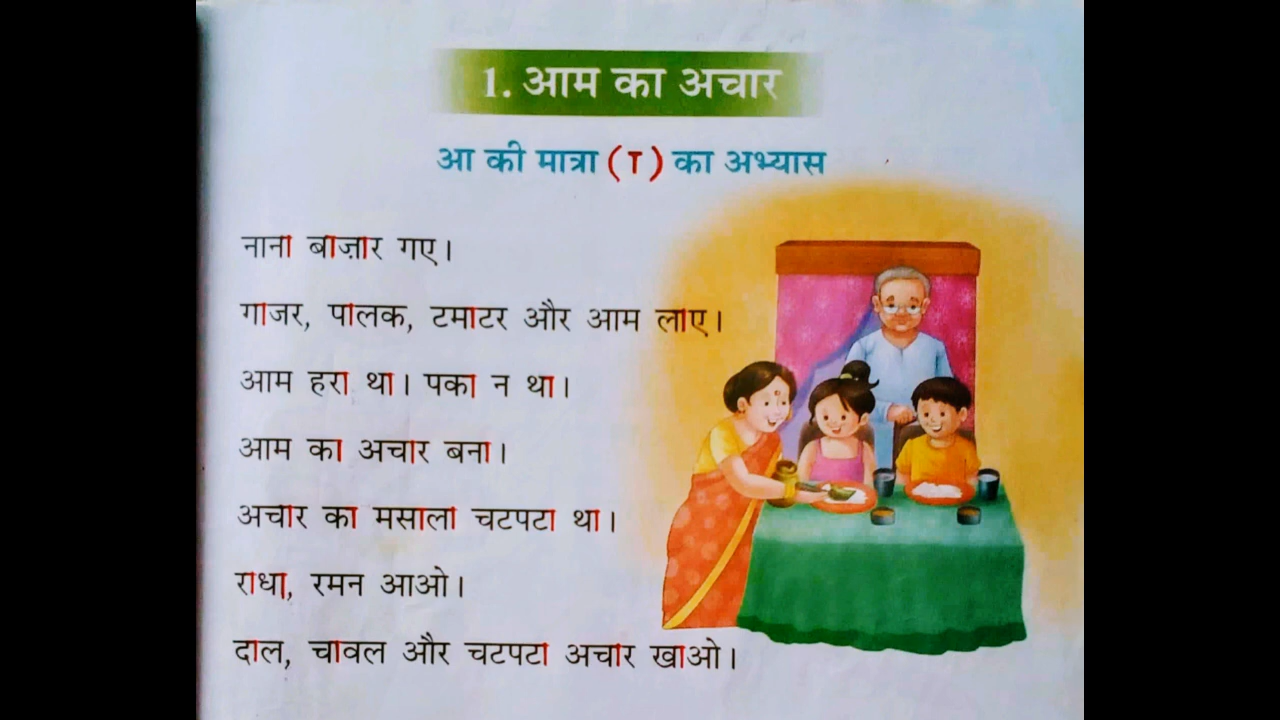 1. आम का अचार
आ की मात्रा (ा) का अभ्यास
नाना बाज़ार गए।
गाजर, पालक, टमाटर और आम लाए।
आम हरा था। पका न था।
आम का अचार बना।
अचार का मसाला चटपटा था।
राधा, रमन आओ।
दाल, चावल और चटपटा अचार खाओ।